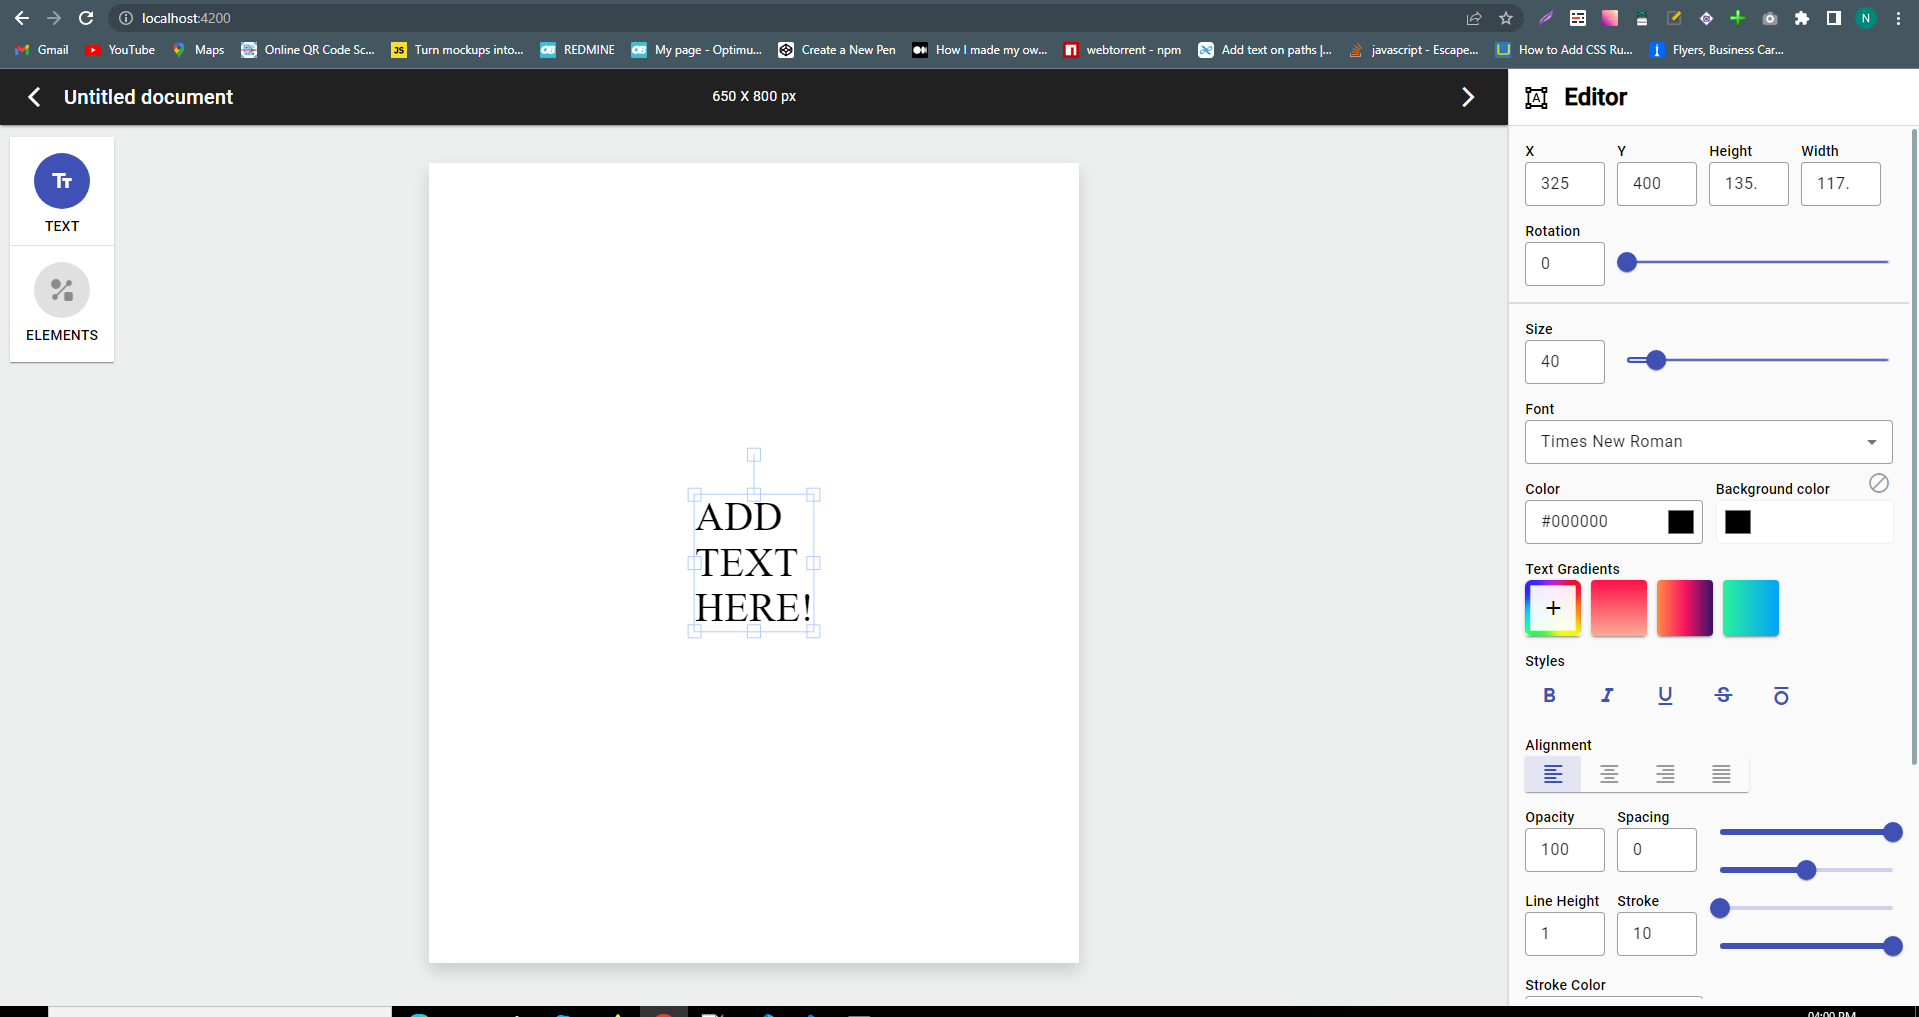 localhost:4200
N
Gmail
YouTube
Maps
Online QR Code Sc...
JS
Turn mockups into...
OB
REDMINE
OB
My page - Optimu...
Create a New Pen
How I made my ow...
webtorrent - npm
Add text on paths |...
javascript - Escape...
How to Add CSS Ru...
Flyers, Business Car...
Untitled document
650 X 800 px
A
Editor
TT
TEXT
ELEMENTS
ADD
TEXT
HERE!
X Y Height Width
325 400 135. 117.
Rotation
0
Size
40
Font
Times New Roman
Color Background color
#000000
Text Gradients
+
Styles
B I U S O
Alignment
Opacity Spacing
100 0
Line Height Stroke
1 10
Stroke Color
04:00 PM